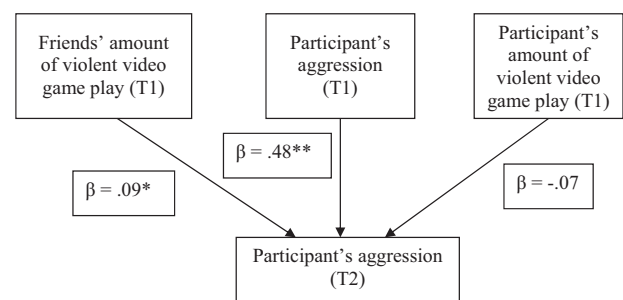 Friends’ amount
of violent video
game play (T1)
Participant’s
aggression
(T1)
Participant’s
amount of
violent video
game play (T1)
β = .09*
β = .48**
β = -.07
Participant’s aggression
(T2)